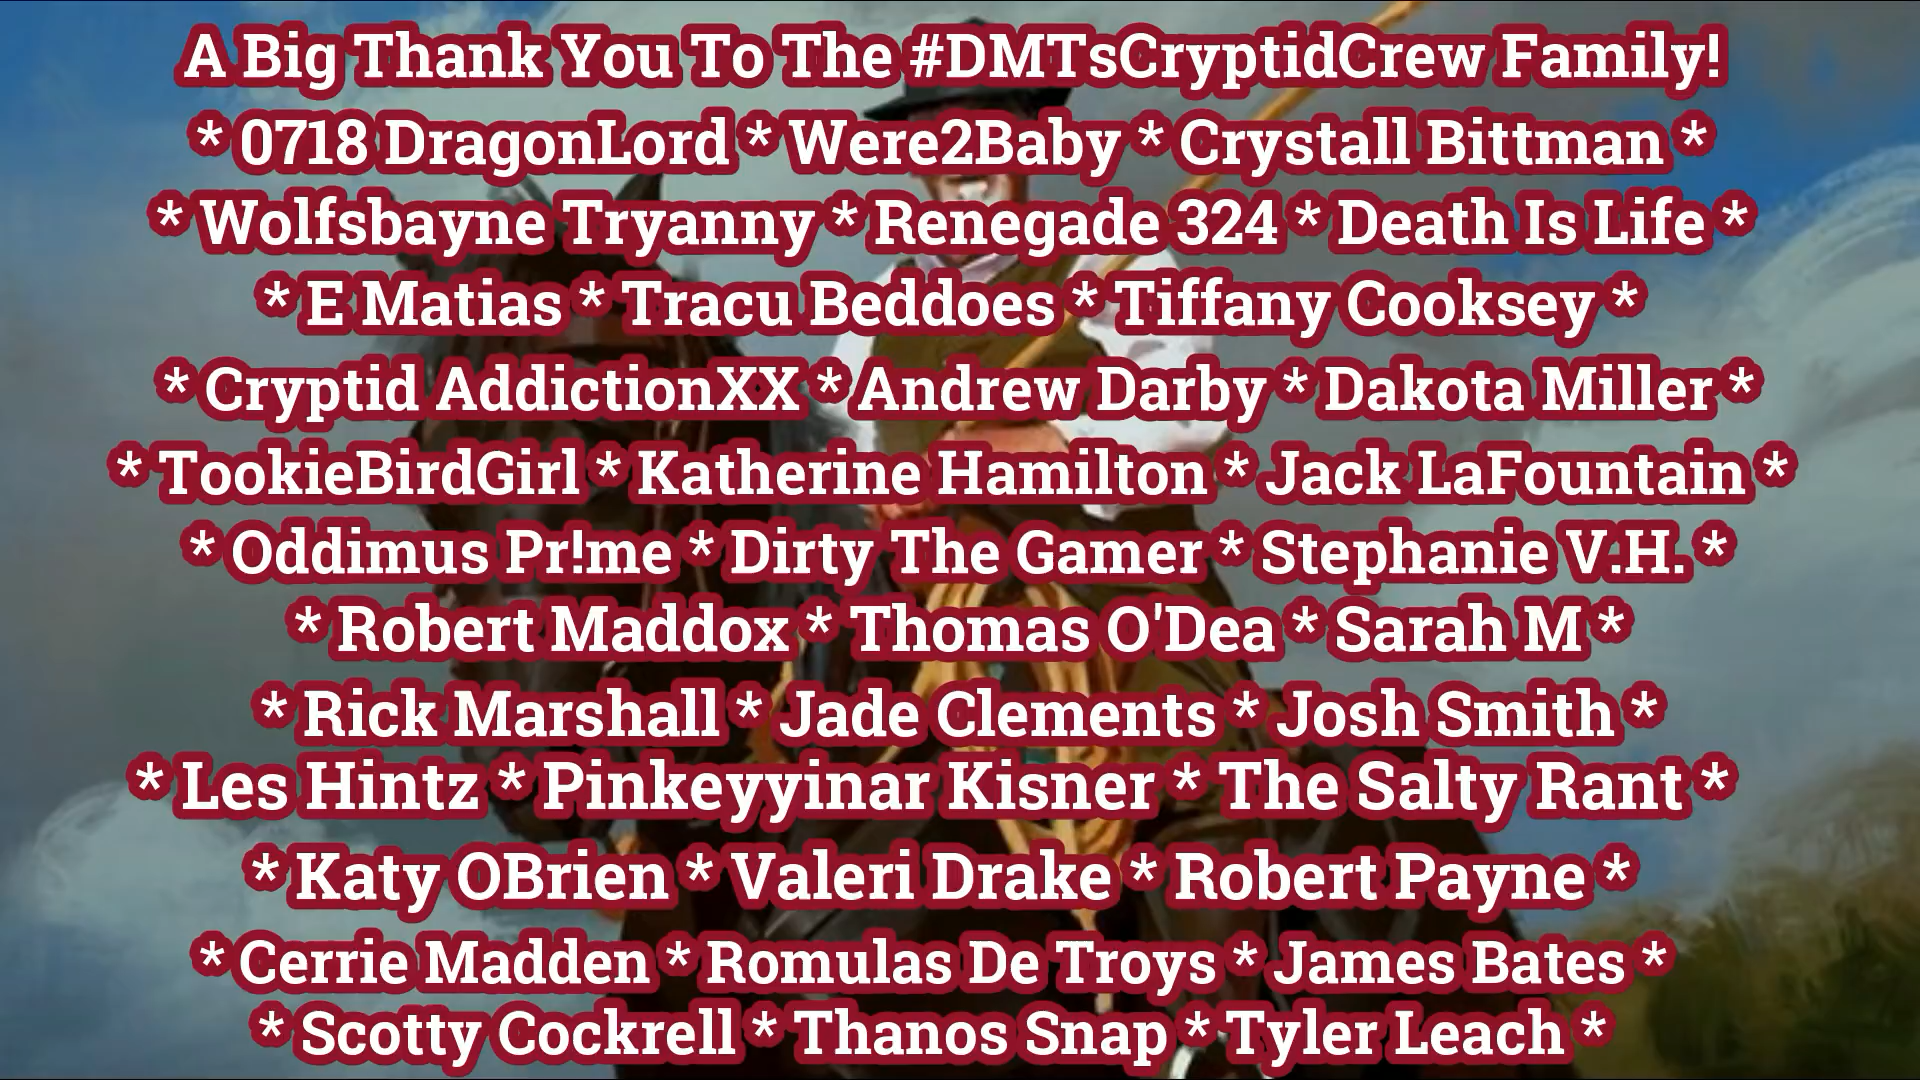 A Big Thank You To The #DMTsCryptidCrew Family!
* 0718 DragonLord * Were2Baby * Crystall Bittman *
* Wolfsbayne Tryanny * Renegade 324 * Death Is Life *
* E Matias * Tracu Beddoes * Tiffany Cooksey *
* Cryptid AddictionXX * Andrew Darby * Dakota Miller *
* TookieBirdGirl * Katherine Hamilton * Jack LaFountain *
* Oddimus Pr!me * Dirty The Gamer * Stephanie V.H. *
* Robert Maddox * Thomas O'Dea * Sarah M *
* Rick Marshall * Jade Clements * Josh Smith *
* Les Hintz * Pinkeyyinar Kisner * The Salty Rant *
* Katy OBrien * Valeri Drake * Robert Payne *
* Cerrie Madden * Romulas De Troys * James Bates *
* Scotty Cockrell * Thanos Snap * Tyler Leach *